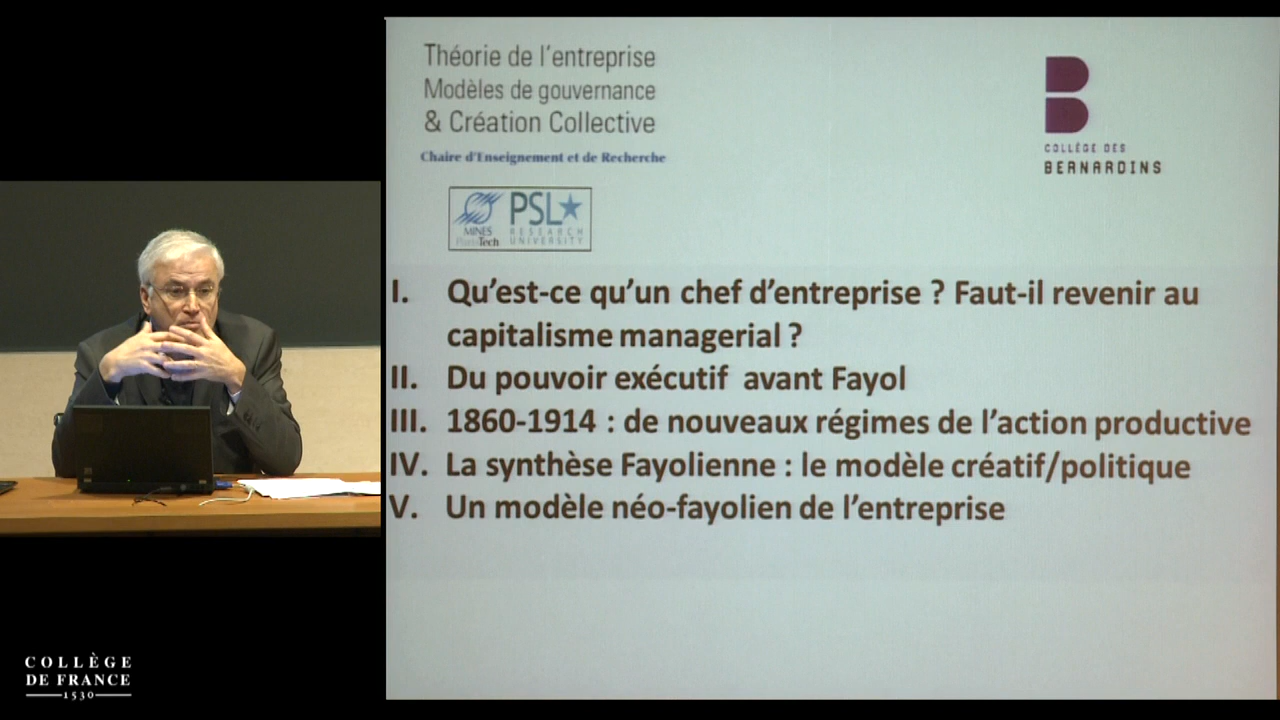 Théorie de l'entreprise
Modèles de gouvernance
& Création Collective
Chaire d'Enseignement et de Recherche
COLLÈGE DES
BERNARDINS
MINES
ParisTech
PSL★
RESEARCH
UNIVERSITY
I. Qu'est-ce qu'un chef d'entreprise ? Faut-il revenir au
capitalisme managerial ?
II. Du pouvoir exécutif avant Fayol
III. 1860-1914 : de nouveaux régimes de l'action productive
IV. La synthèse Fayolienne : le modèle créatif/politique
V. Un modèle néo-fayolien de l'entreprise
COLLÈGE
DE FRANCE
1530